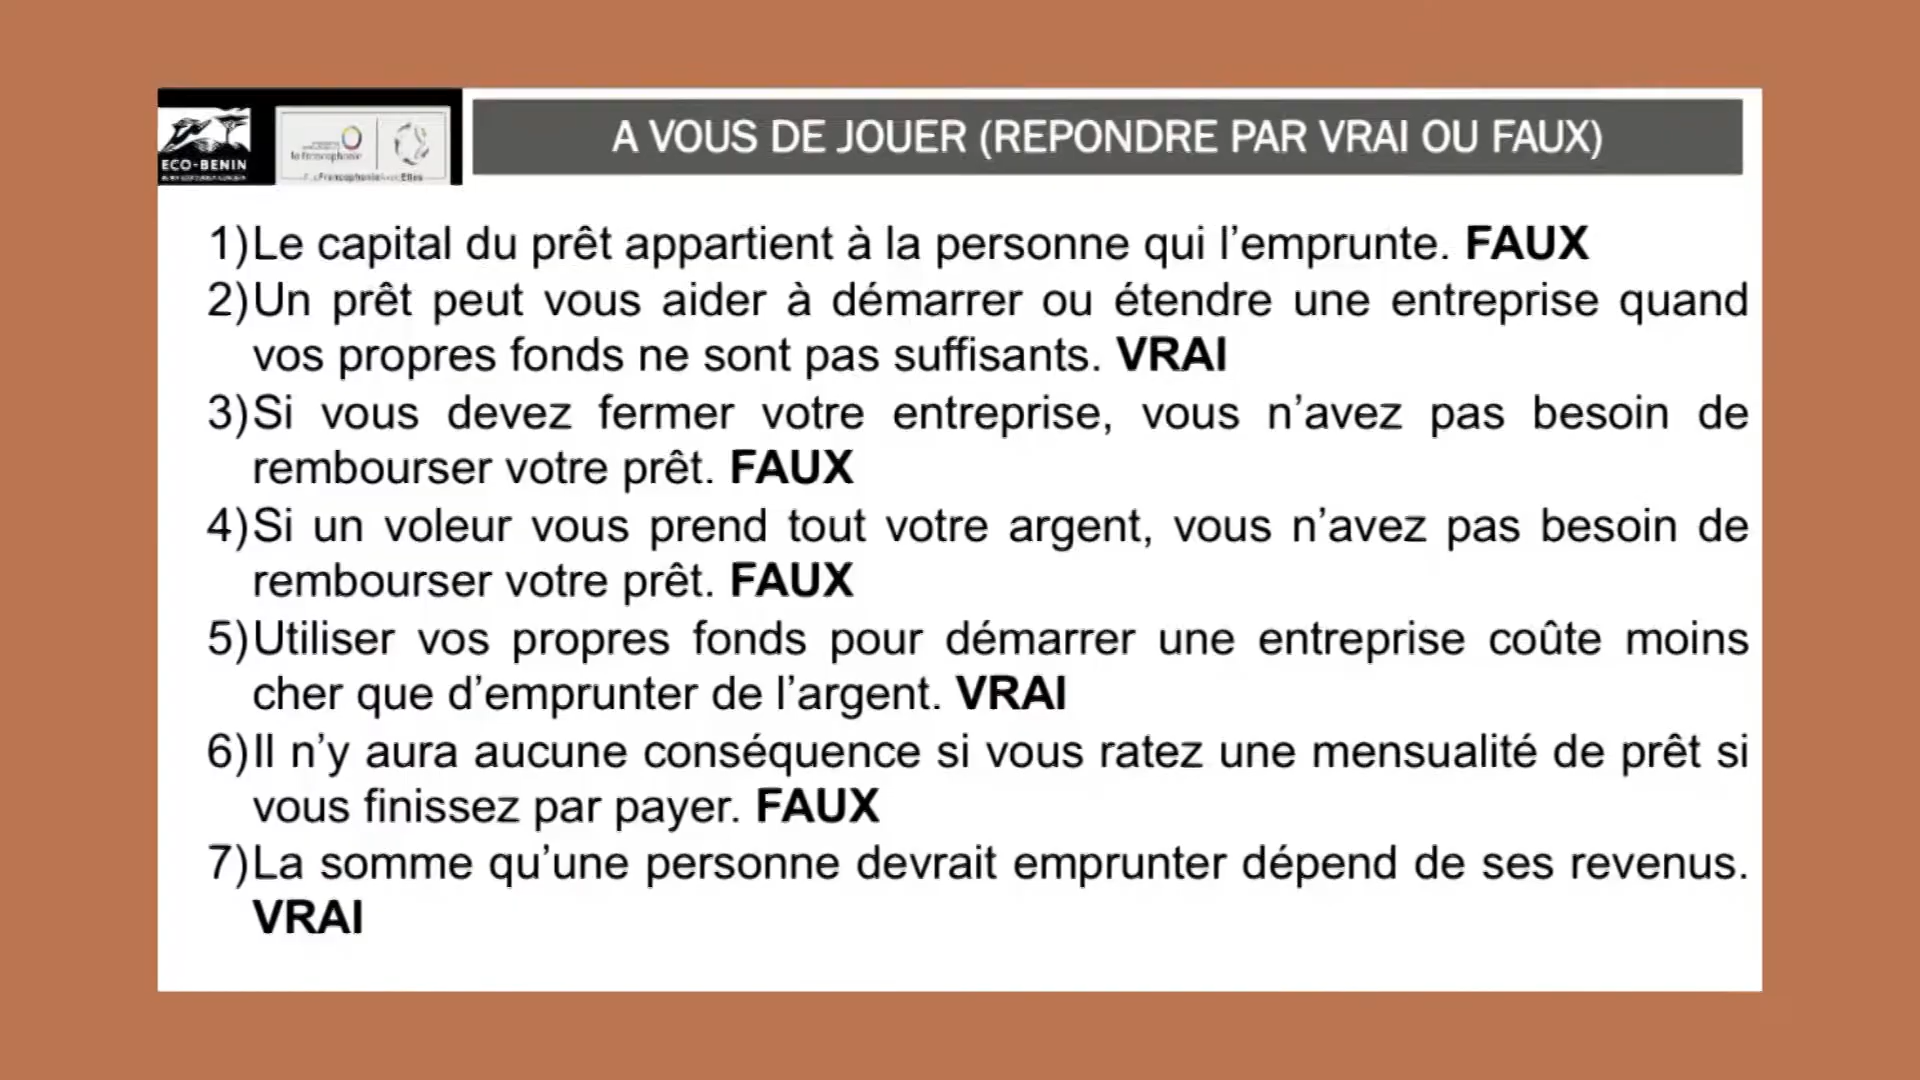 ECO-BENIN
la francophonie
A VOUS DE JOUER (REPONDRE PAR VRAI OU FAUX)
1)Le capital du prêt appartient à la personne qui l’emprunte. FAUX
2)Un prêt peut vous aider à démarrer ou étendre une entreprise quand
vos propres fonds ne sont pas suffisants. VRAI
3)Si vous devez fermer votre entreprise, vous n’avez pas besoin de
rembourser votre prêt. FAUX
4)Si un voleur vous prend tout votre argent, vous n’avez pas besoin de
rembourser votre prêt. FAUX
5)Utiliser vos propres fonds pour démarrer une entreprise coûte moins
cher que d’emprunter de l’argent. VRAI
6)Il n’y aura aucune conséquence si vous ratez une mensualité de prêt si
vous finissez par payer. FAUX
7)La somme qu’une personne devrait emprunter dépend de ses revenus.
VRAI